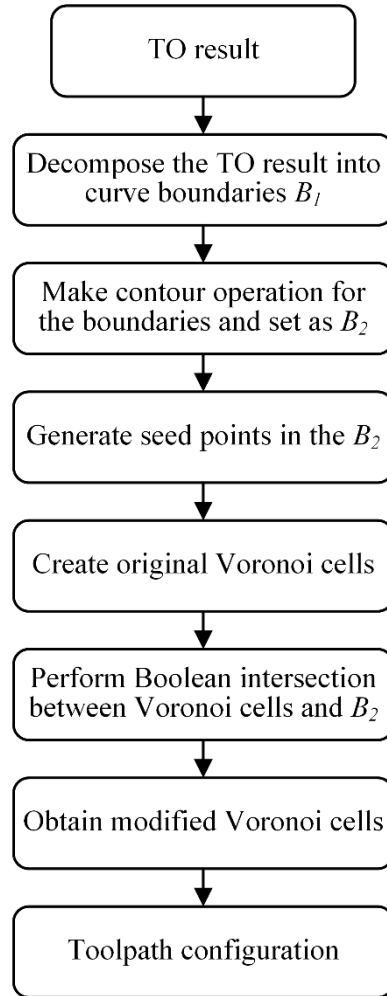 TO result
Decompose the TO result into
curve boundaries B1
Make contour operation for
the boundaries and set as B2
Generate seed points in the B2
Create original Voronoi cells
Perform Boolean intersection
between Voronoi cells and B2
Obtain modified Voronoi cells
Toolpath configuration